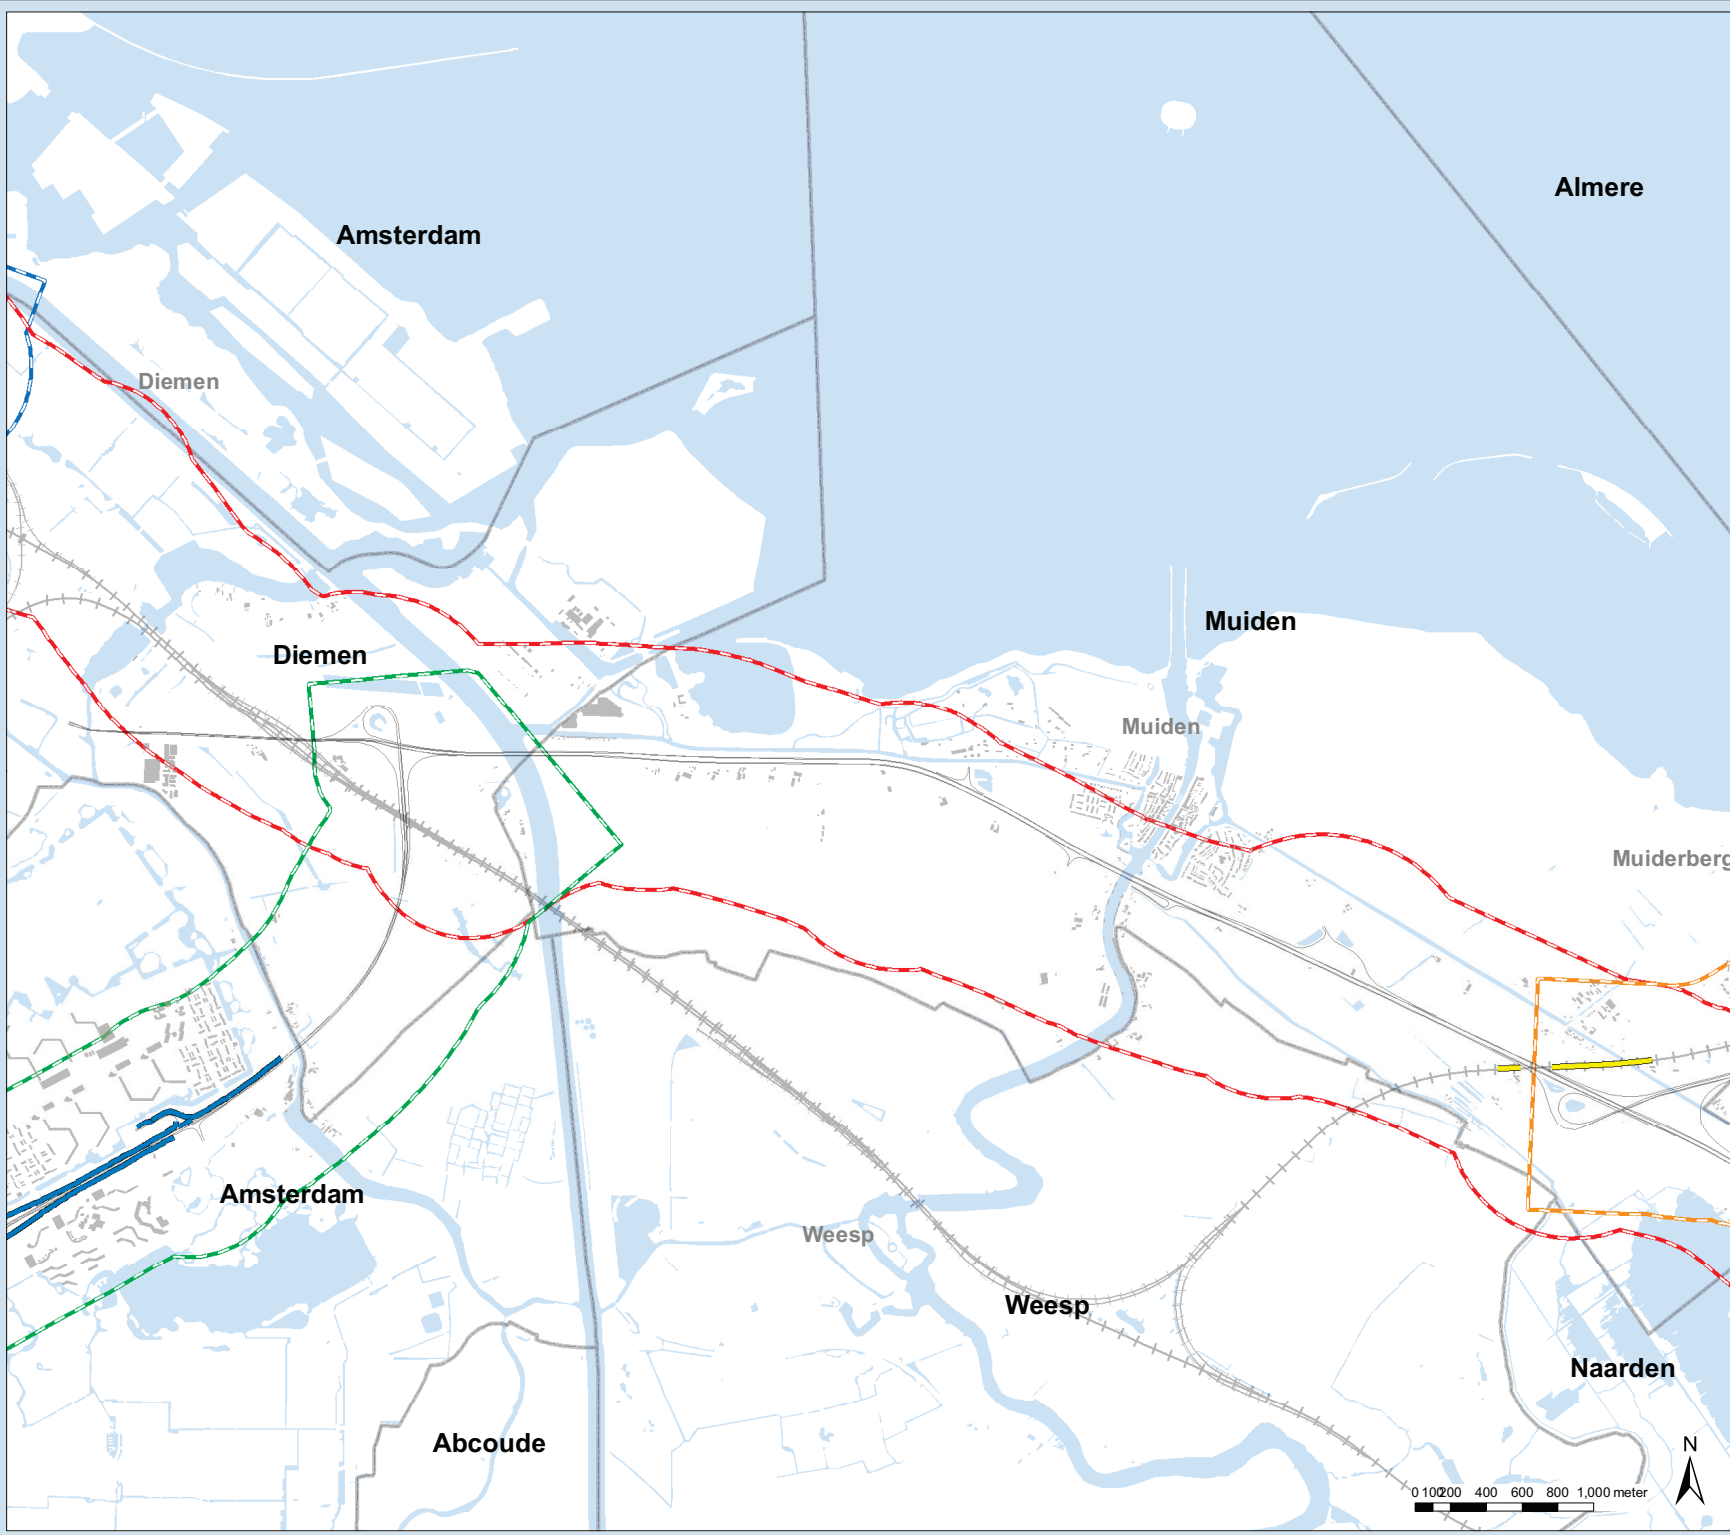 Almere
Amsterdam
Diemen
Muiden
Diemen
Muiden
Muiderberg
Amsterdam
Weesp
Weesp
Naarden
Abcoude
N
0 100 200 400 600 800 1,000 meter